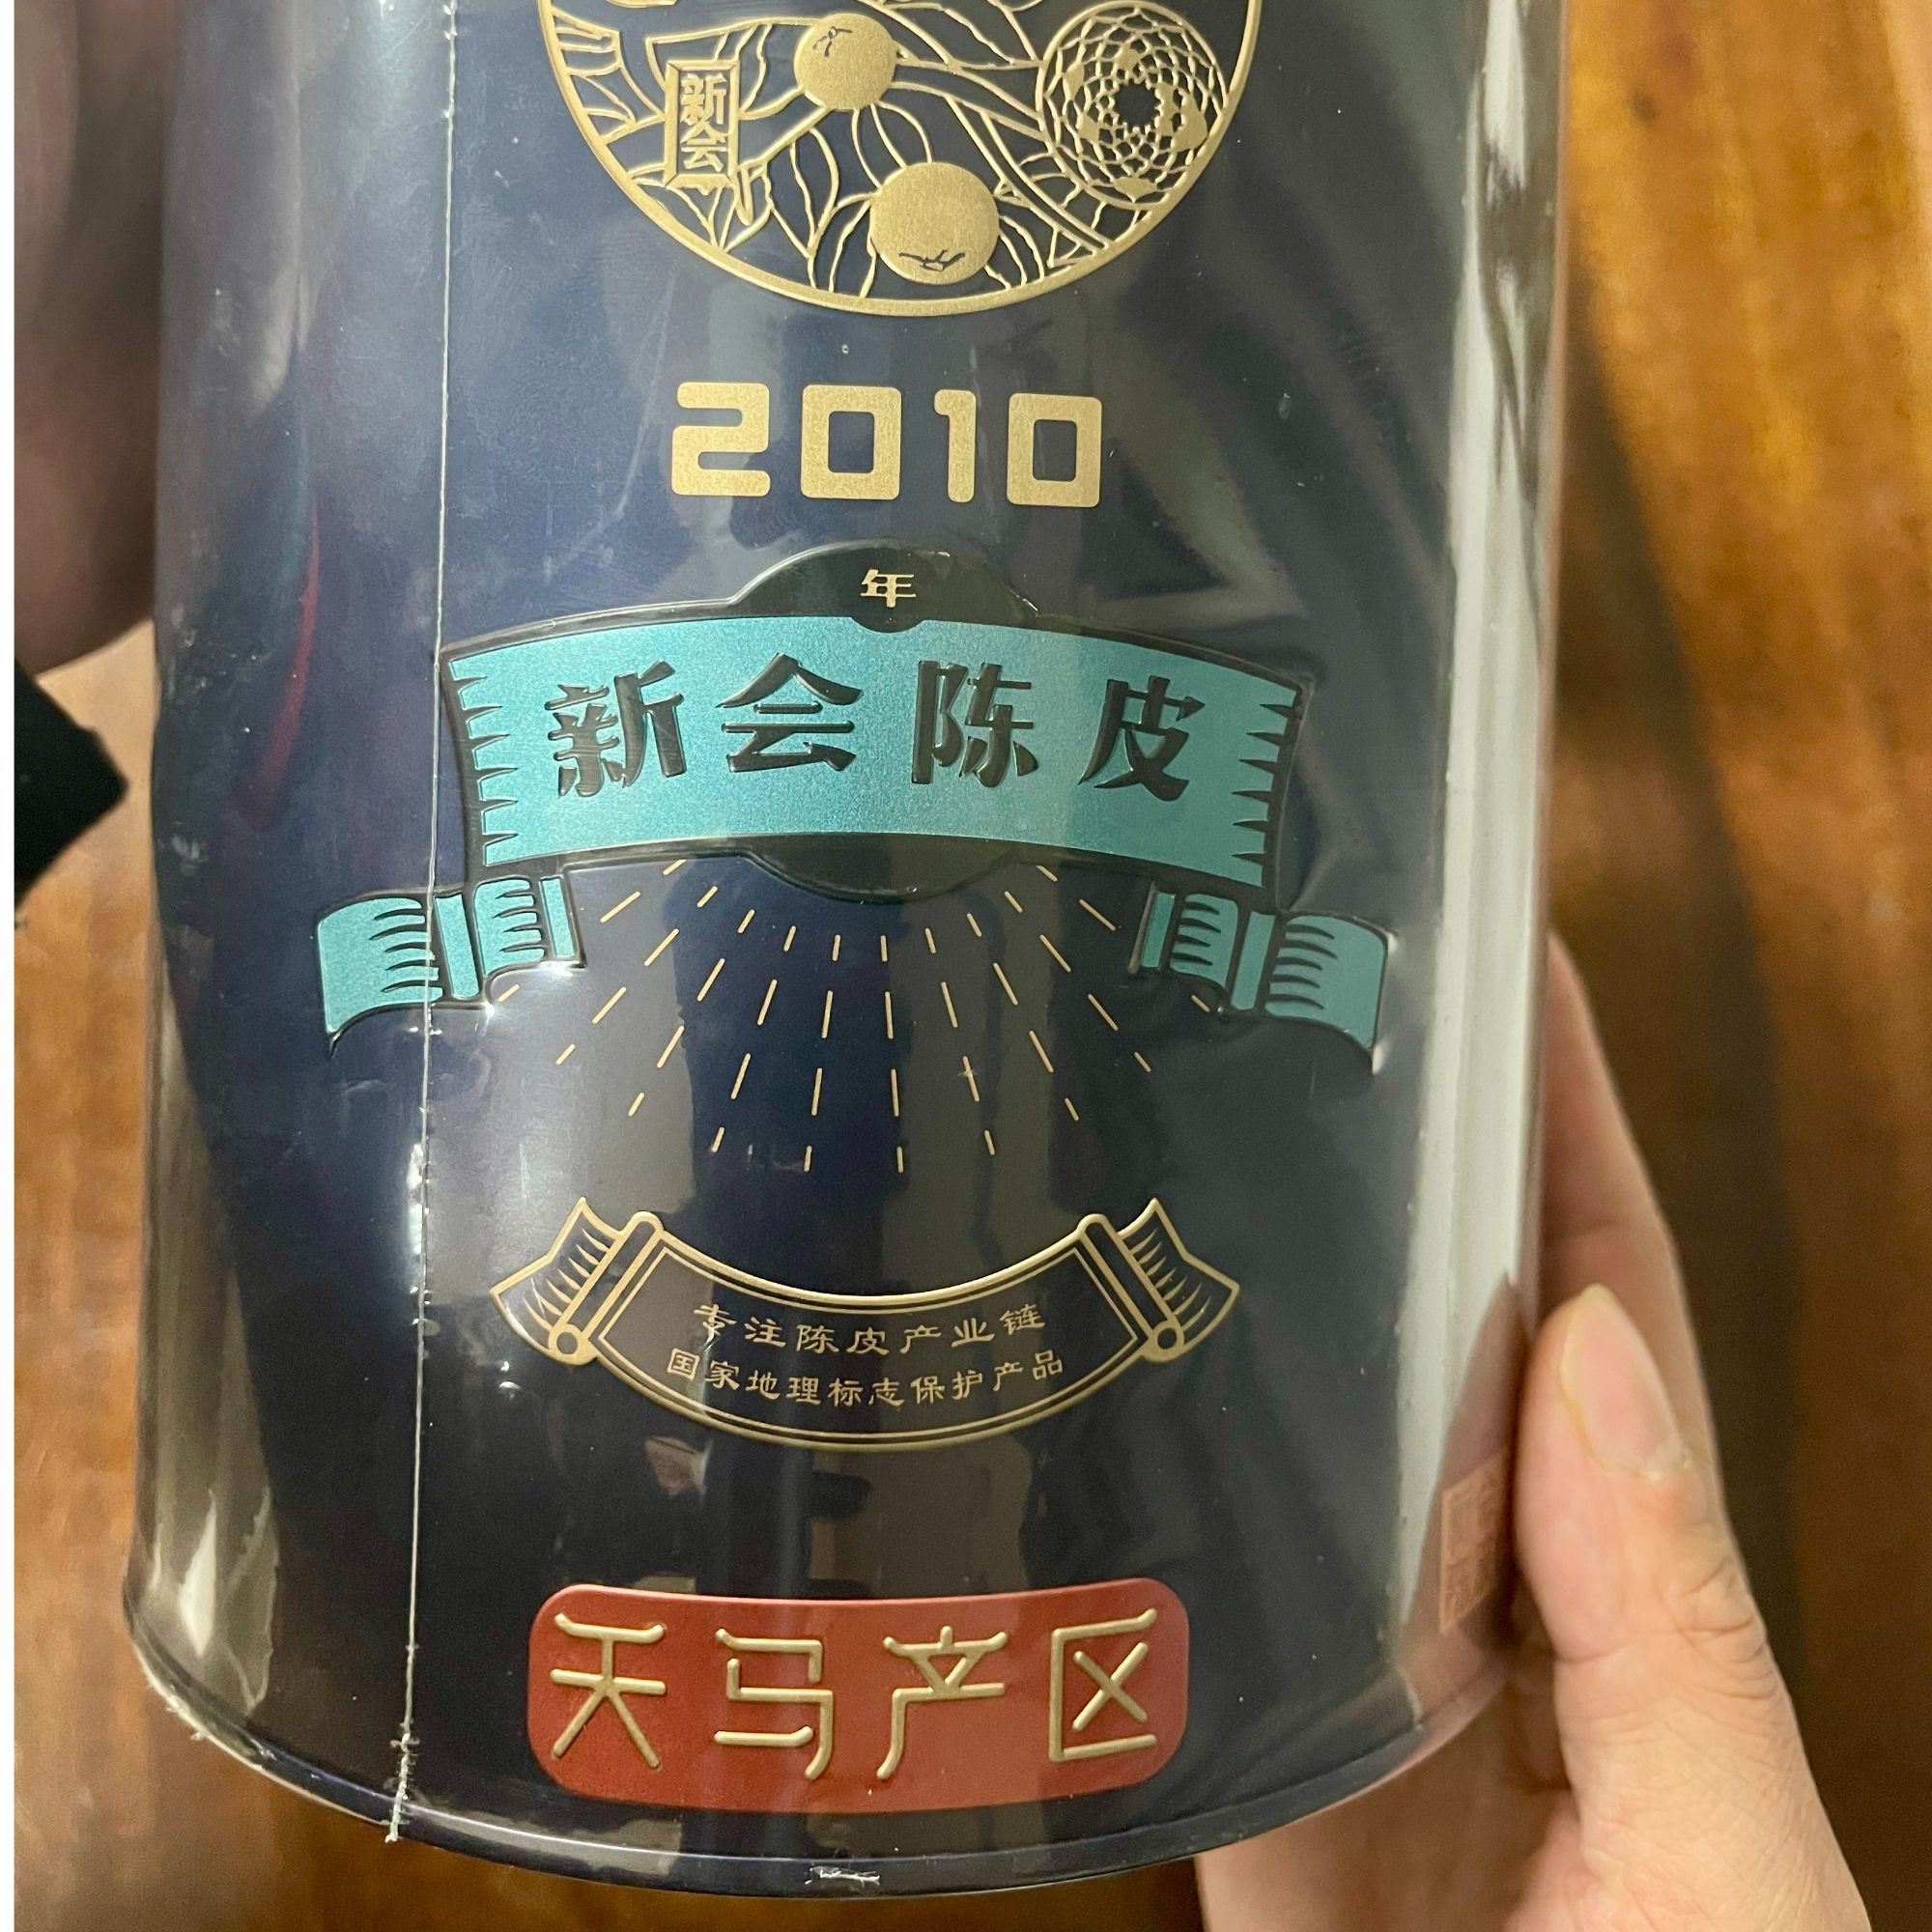 新会
2010
年
新会陈皮
专注陈皮产业链
国家地理标志保护产品
天马产区